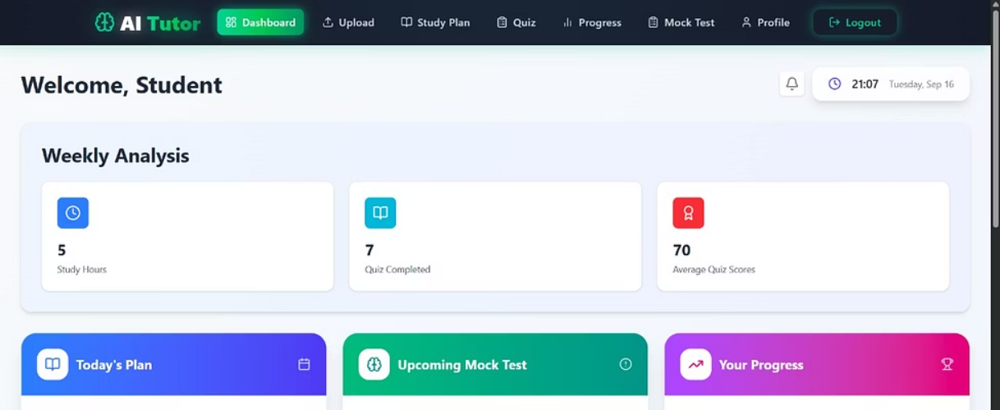 AI Tutor Dashboard Upload Study Plan Quiz Progress Mock Test Profile Logout
Welcome, Student
21:07 Tuesday, Sep 16
Weekly Analysis
5
Study Hours
7
Quiz Completed
70
Average Quiz Scores
Today's Plan
Upcoming Mock Test
Your Progress